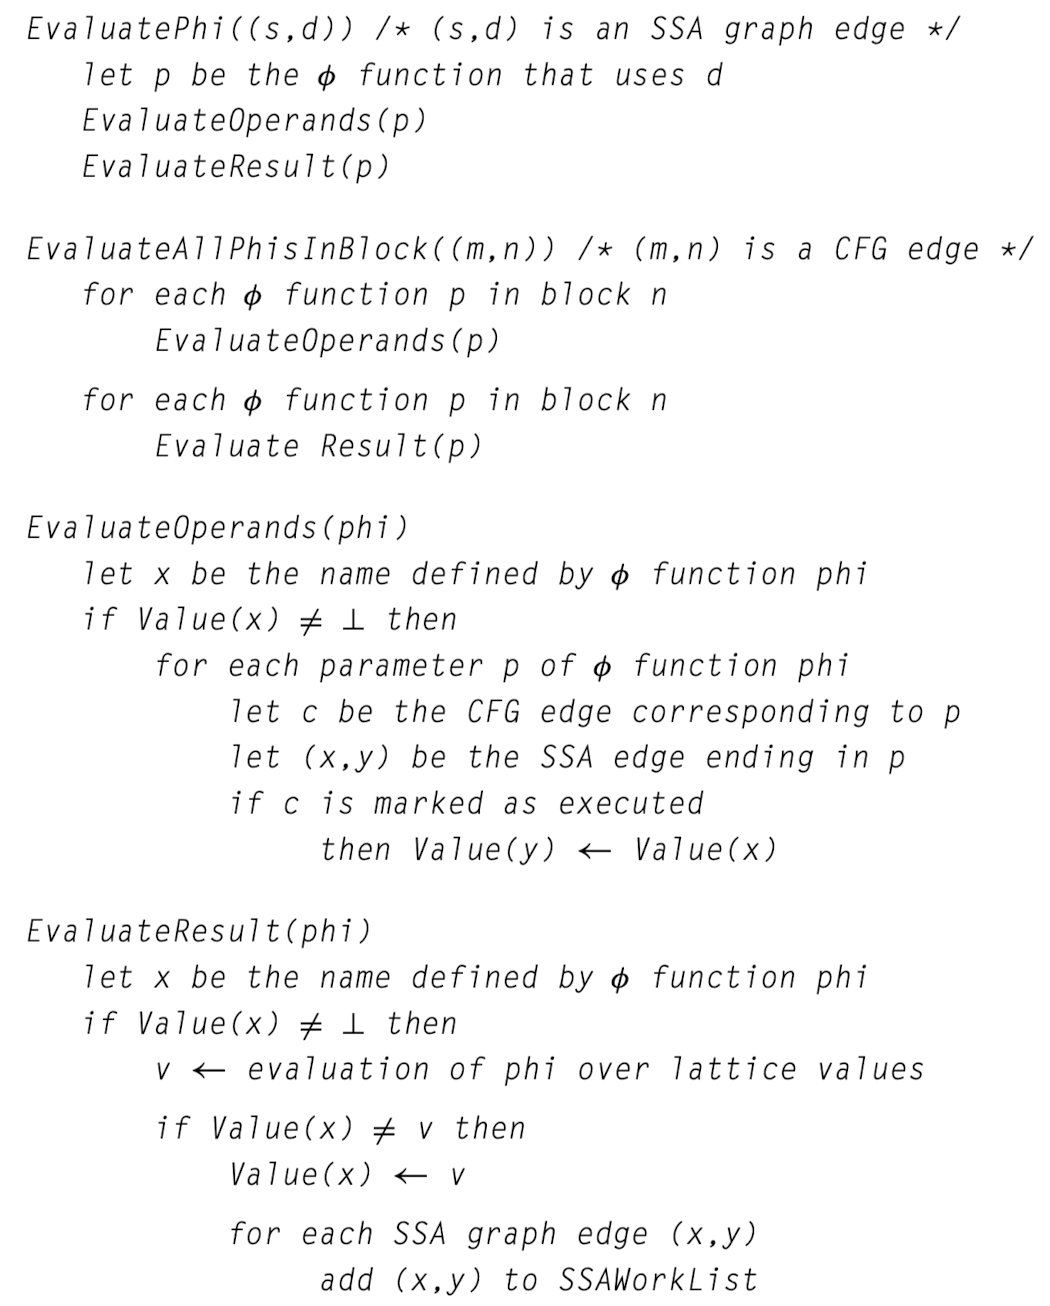 EvaluatePhi((s,d)) /* (s,d) is an SSA graph edge */
let p be the ϕ function that uses d
EvaluateOperands(p)
EvaluateResult(p)
EvaluateAllPhisInBlock((m,n)) /* (m,n) is a CFG edge */
for each ϕ function p in block n
EvaluateOperands(p)
for each ϕ function p in block n
Evaluate Result(p)
EvaluateOperands(phi)
let x be the name defined by ϕ function phi
if Value(x) ≠ ⊥ then
for each parameter p of ϕ function phi
let c be the CFG edge corresponding to p
let (x,y) be the SSA edge ending in p
if c is marked as executed
then Value(y) ← Value(x)
EvaluateResult(phi)
let x be the name defined by ϕ function phi
if Value(x) ≠ ⊥ then
v ← evaluation of phi over lattice values
if Value(x) ≠ v then
Value(x) ← v
for each SSA graph edge (x,y)
add (x,y) to SSAWorkList